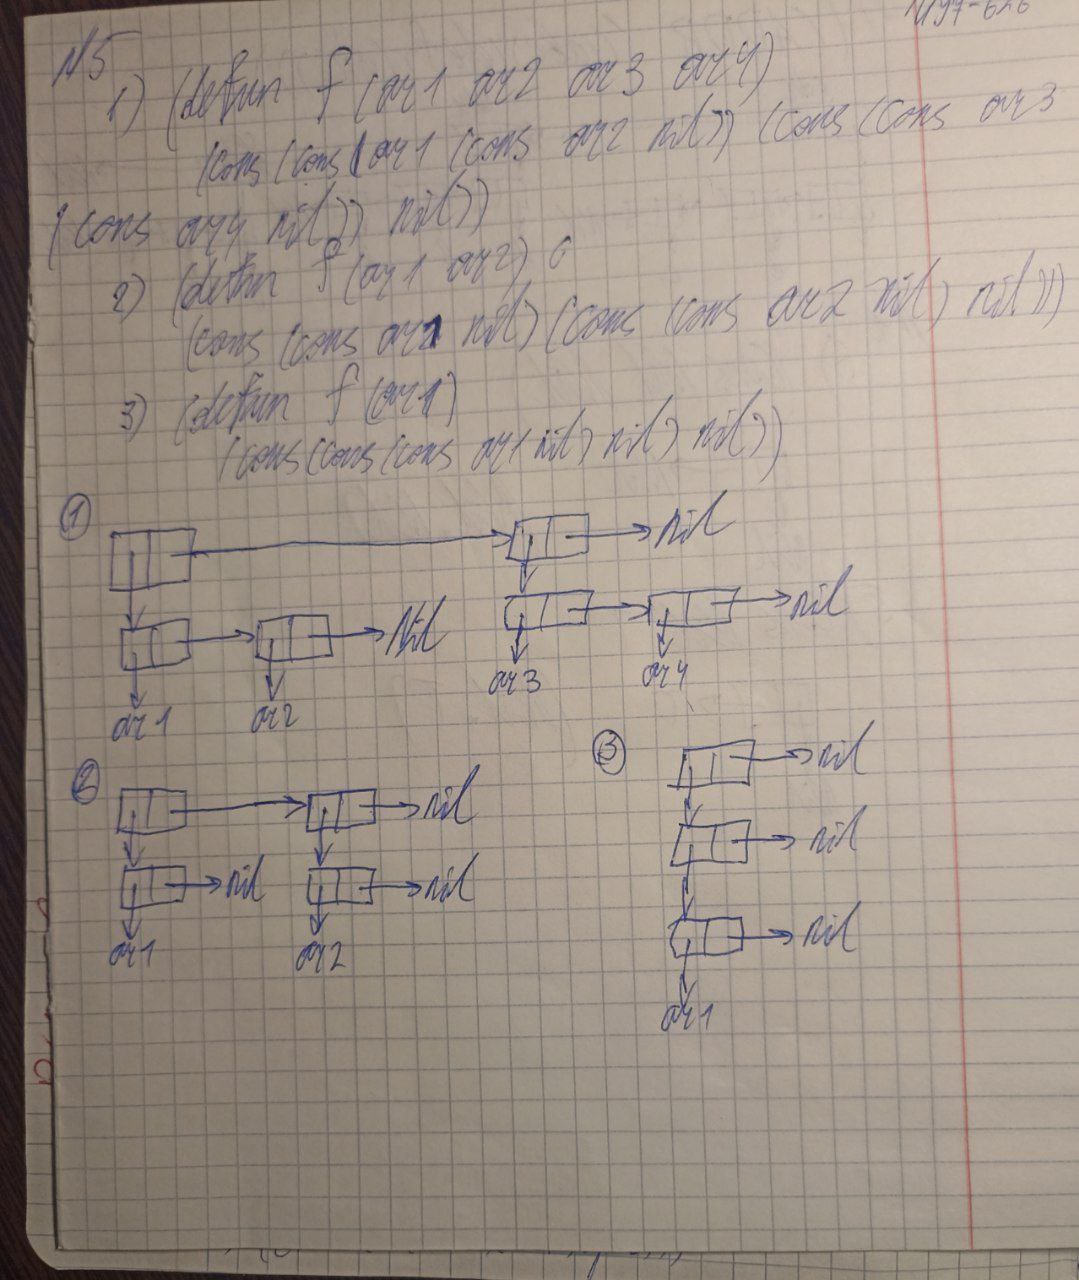 N5
1) (defun f (ar1 ar2 ar3 ar4)
(cons (cons (ar1 (cons ar2 nil)) (cons (cons ar3
(cons ar4 nil)) nil))
2) (defun f (ar1 ar2)
(cons (cons ar1 nil) (cons (cons ar2 nil) nil)))
3) (defun f (ar1)
(cons (cons (cons ar1 nil) nil) nil))
1
nil
Nil
nil
ar1 ar2 ar3 ar4
2
nil
nil nil
ar1 ar2
3
nil
nil
nil
ar1